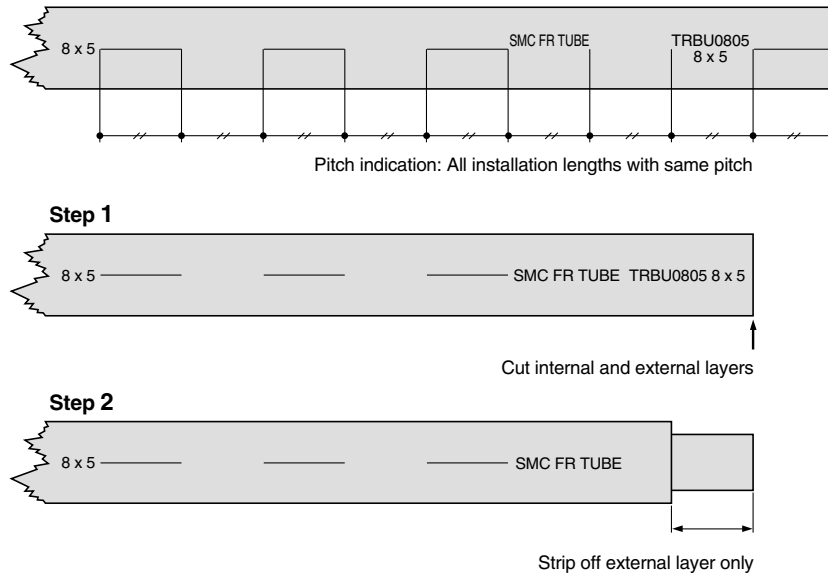 8 x 5 SMC FR TUBE TRBU0805
8 x 5
Pitch indication: All installation lengths with same pitch
Step 1
8 x 5 SMC FR TUBE TRBU0805 8 x 5
Cut internal and external layers
Step 2
8 x 5 SMC FR TUBE
Strip off external layer only